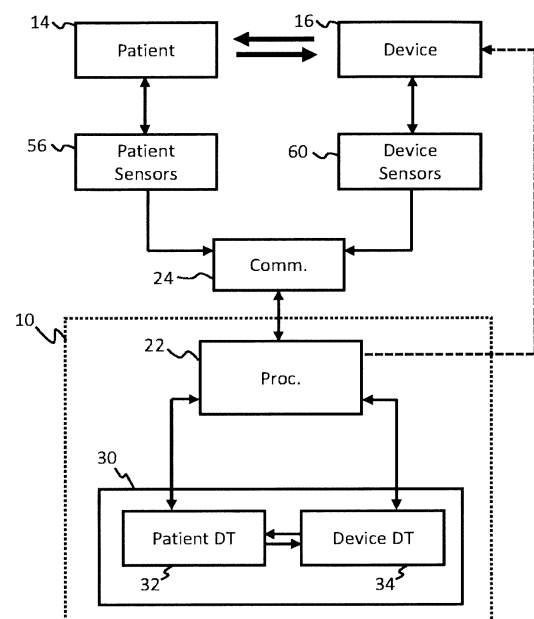 14
Patient
16
Device
56
Patient
Sensors
60
Device
Sensors
24
Comm.
10
22
Proc.
30
Patient DT
32
Device DT
34